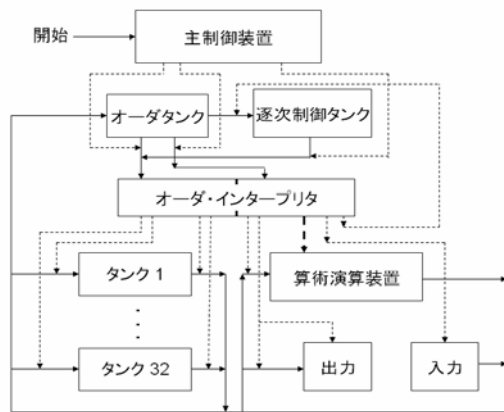 開始
主制御装置
オーダタンク
逐次制御タンク
オーダ・インタープリタ
タンク 1
算術演算装置
タンク 32
出力
入力